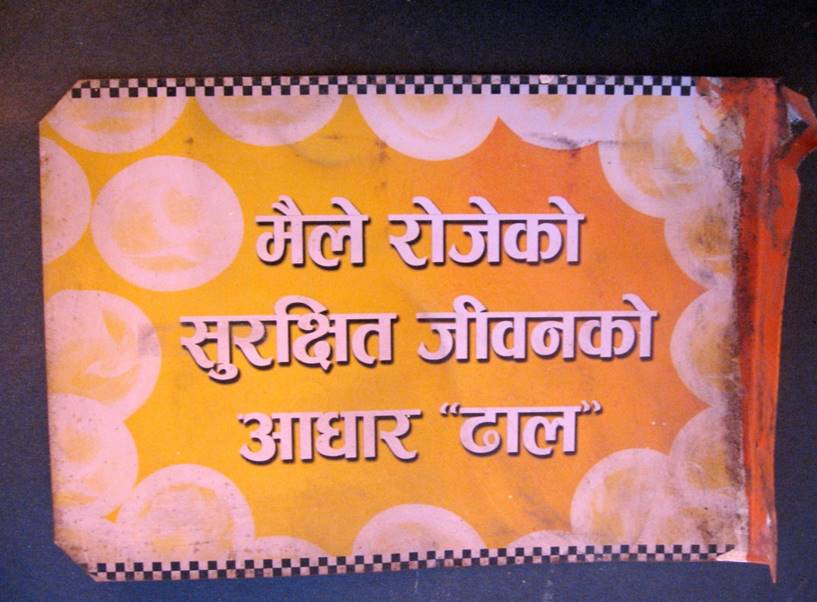 मैले रोजेको
सुरक्षित जीवनको
आधार “ढाल”